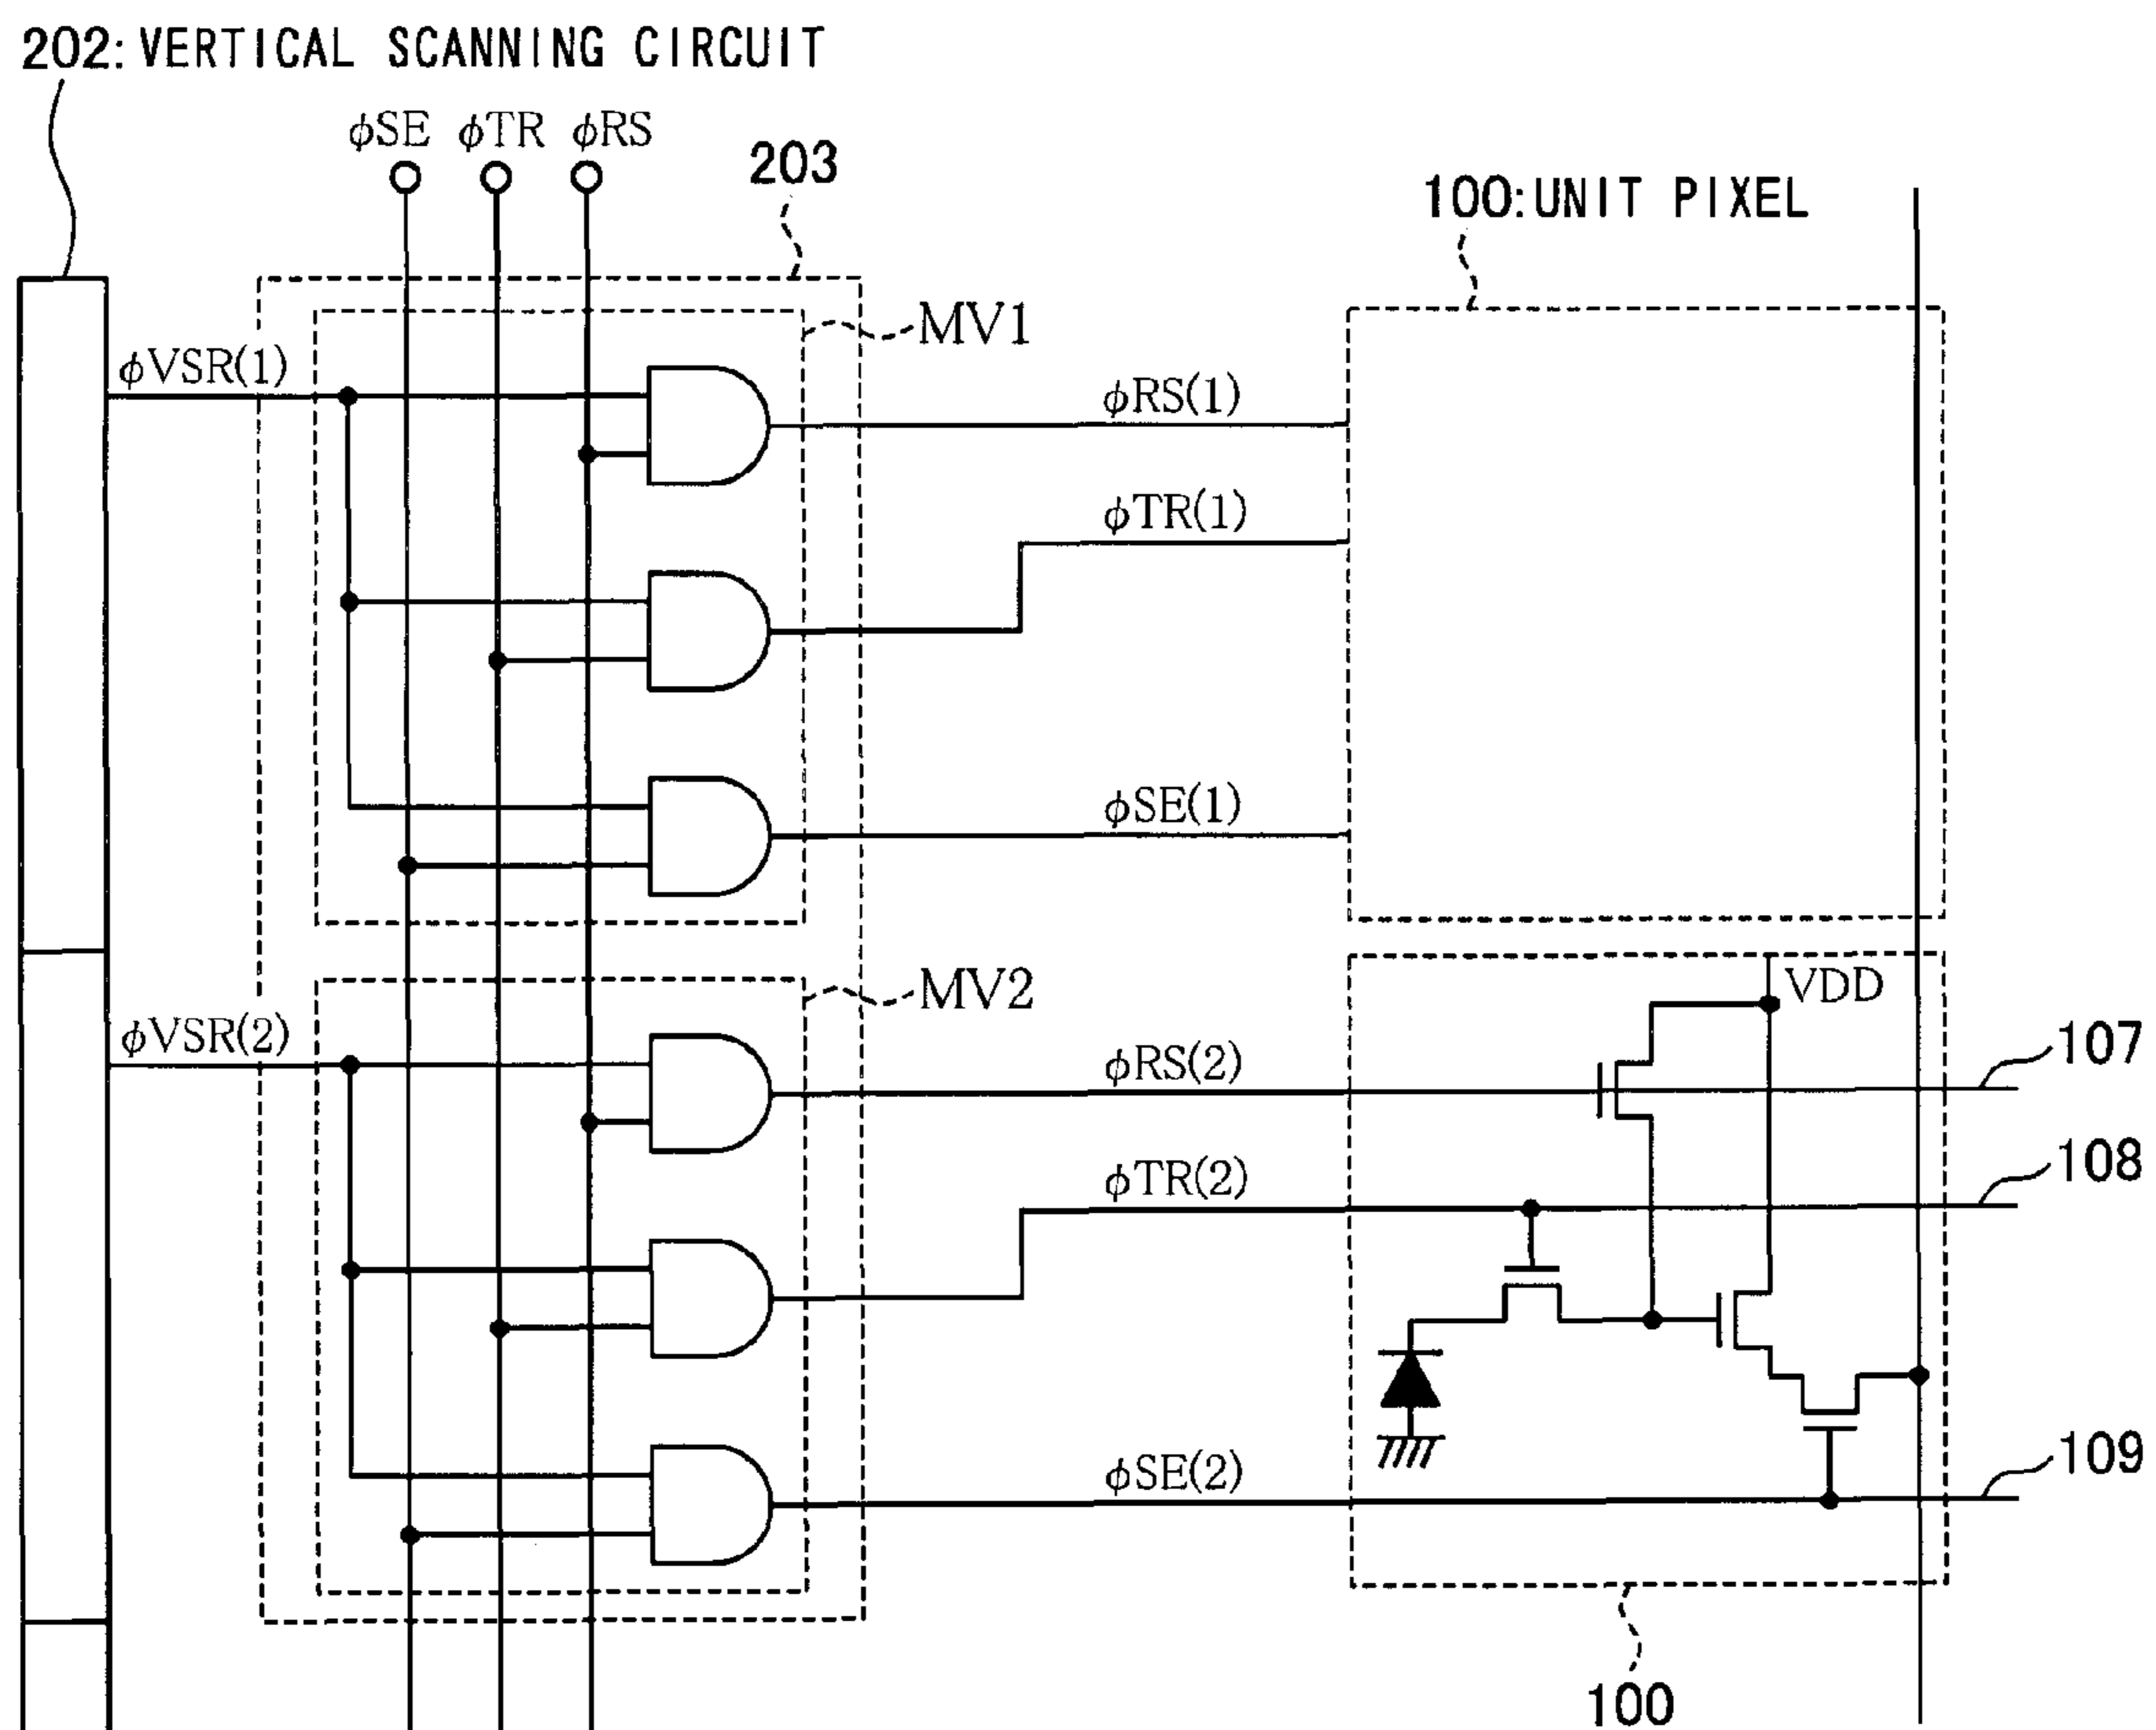 202: VERTICAL SCANNING CIRCUIT
φSE φTR φRS
203
100: UNIT PIXEL
MV1
φVSR(1)
φRS(1)
φTR(1)
φSE(1)
MV2
VDD
φVSR(2)
φRS(2)
107
φTR(2)
108
φSE(2)
109
100